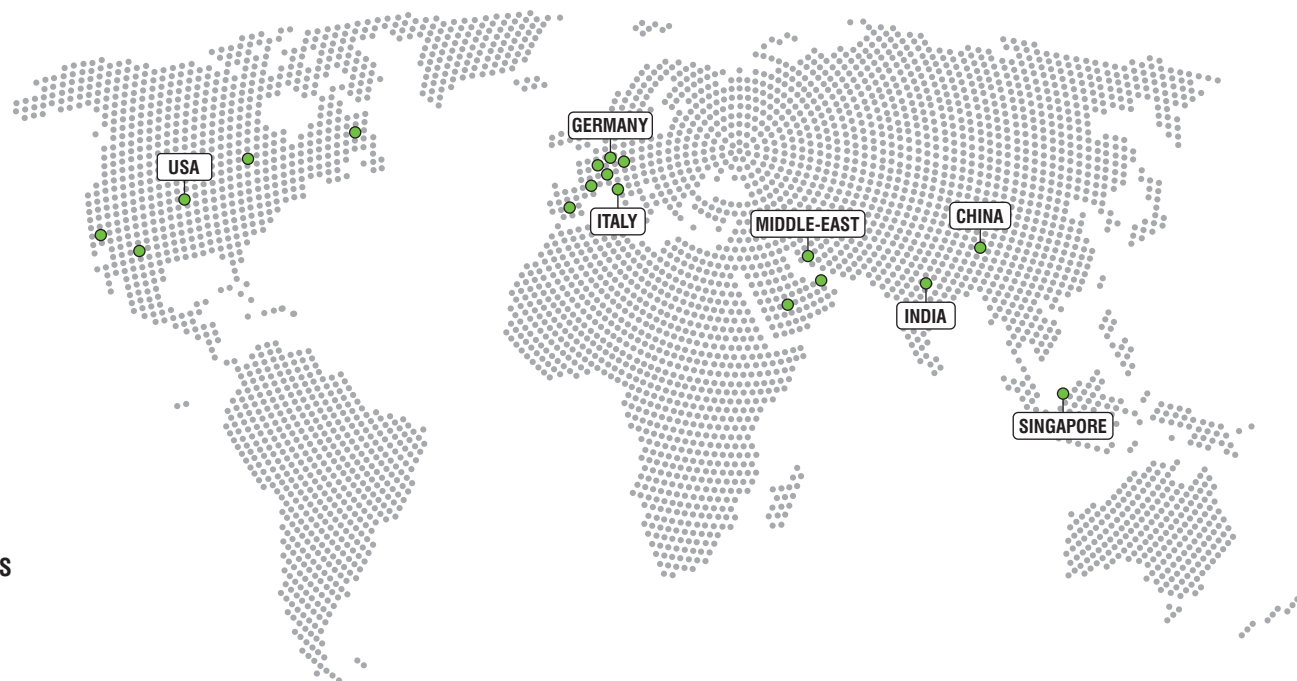 GERMANY
USA
ITALY
MIDDLE-EAST
CHINA
INDIA
SINGAPORE
S